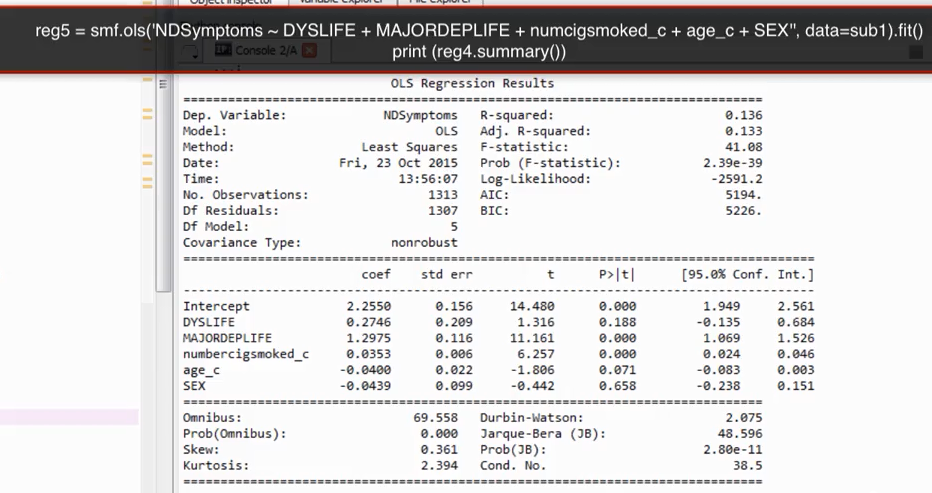 reg5 = smf.ols('NDSymptoms ~ DYSLIFE + MAJORDEPLIFE + numcigsmoked_c + age_c + SEX", data=sub1).fit()
print (reg4.summary())
Console 2/A
OLS Regression Results
Dep. Variable: NDSymptoms R-squared: 0.136
Model: OLS Adj. R-squared: 0.133
Method: Least Squares F-statistic: 41.08
Date: Fri, 23 Oct 2015 Prob (F-statistic): 2.39e-39
Time: 13:56:07 Log-Likelihood: -2591.2
No. Observations: 1313 AIC: 5194.
Df Residuals: 1307 BIC: 5226.
Df Model: 5
Covariance Type: nonrobust
coef std err t P>|t| [95.0% Conf. Int.]
Intercept 2.2550 0.156 14.480 0.000 1.949 2.561
DYSLIFE 0.2746 0.209 1.316 0.188 -0.135 0.684
MAJORDEPLIFE 1.2975 0.116 11.161 0.000 1.069 1.526
numbercigsmoked_c 0.0353 0.006 6.257 0.000 0.024 0.046
age_c -0.0400 0.022 -1.806 0.071 -0.083 0.003
SEX -0.0439 0.099 -0.442 0.658 -0.238 0.151
Omnibus: 69.558 Durbin-Watson: 2.075
Prob(Omnibus): 0.000 Jarque-Bera (JB): 48.596
Skew: 0.361 Prob(JB): 2.80e-11
Kurtosis: 2.394 Cond. No. 38.5